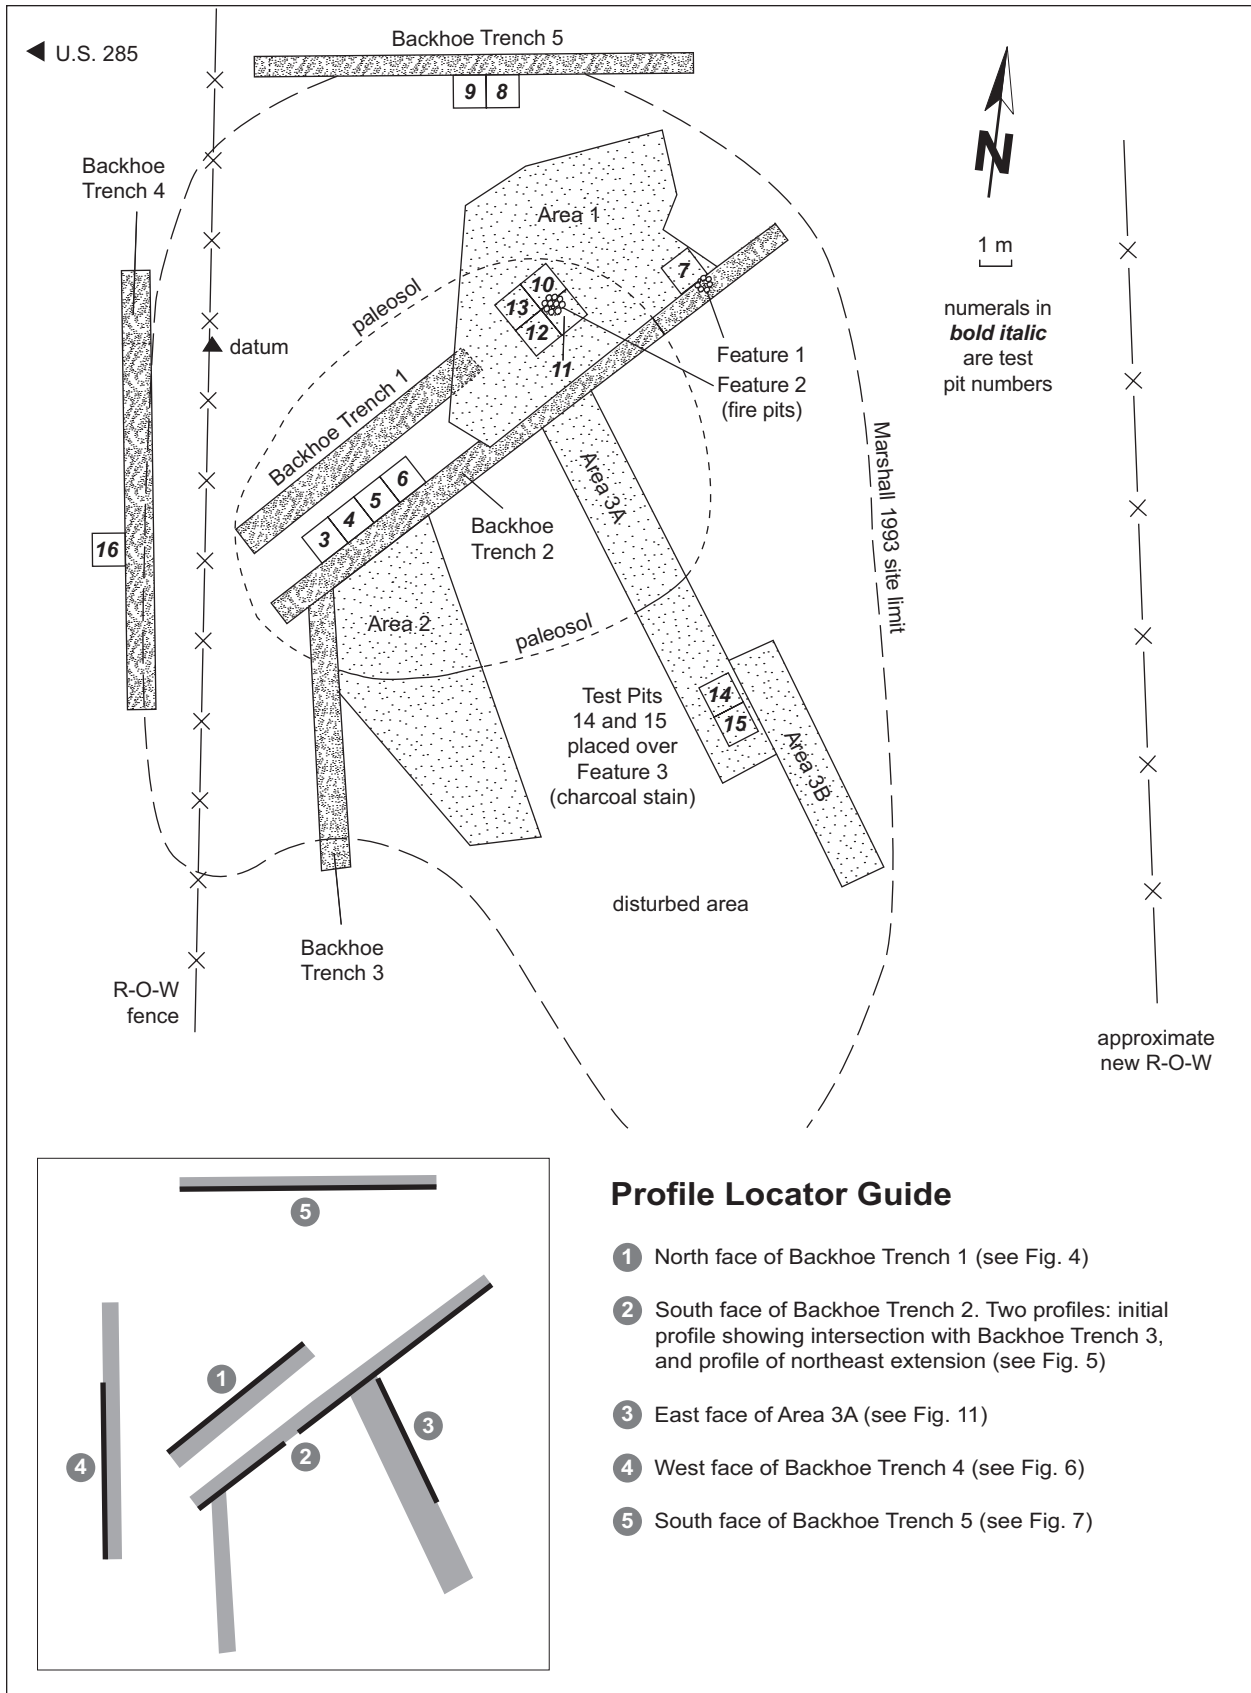 U.S. 285
Backhoe Trench 5
9 8
Backhoe
Trench 4
Area 1
N
1 m
numerals in
bold italic
are test
pit numbers
paleosol
7
10
13
12
11
datum
Feature 1
Feature 2
(fire pits)
Backhoe Trench 1
Marshall 1993 site limit
Area 3A
6
5
4
3
Backhoe
Trench 2
16
Area 2
paleosol
Test Pits
14 and 15
placed over
Feature 3
(charcoal stain)
14
15
Area 3B
disturbed area
Backhoe
Trench 3
R-O-W
fence
approximate
new R-O-W
5
1
3
2
4
Profile Locator Guide
1 North face of Backhoe Trench 1 (see Fig. 4)
2 South face of Backhoe Trench 2. Two profiles: initial
profile showing intersection with Backhoe Trench 3,
and profile of northeast extension (see Fig. 5)
3 East face of Area 3A (see Fig. 11)
4 West face of Backhoe Trench 4 (see Fig. 6)
5 South face of Backhoe Trench 5 (see Fig. 7)